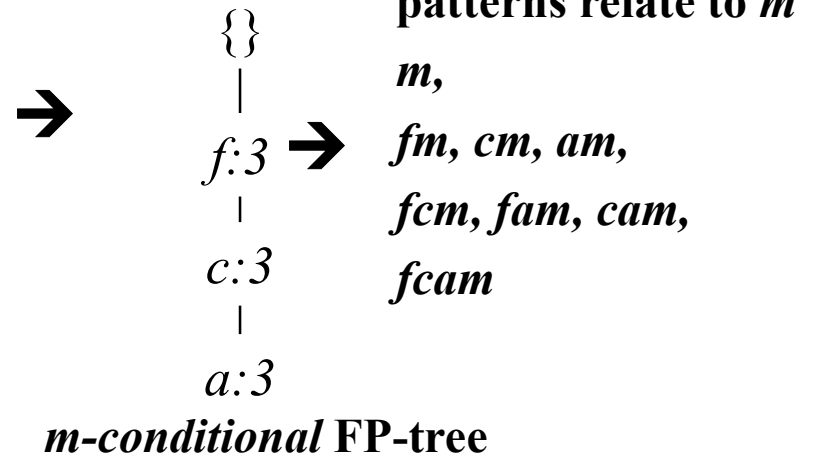 patterns relate to m
{}
m,
f:3
fm, cm, am,
fcm, fam, cam,
c:3
fcam
a:3
m-conditional FP-tree